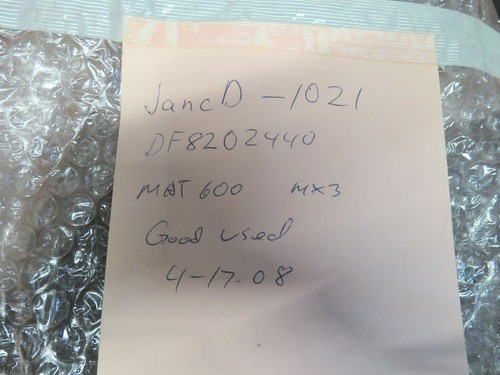 JancD - 1021
DF8202440
MAT 600 MX3
Good used
4-17.08